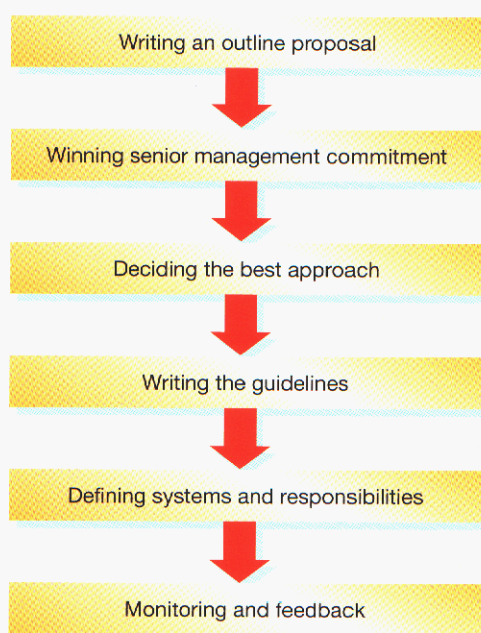 Writing an outline proposal
Winning senior management commitment
Deciding the best approach
Writing the guidelines
Defining systems and responsibilities
Monitoring and feedback